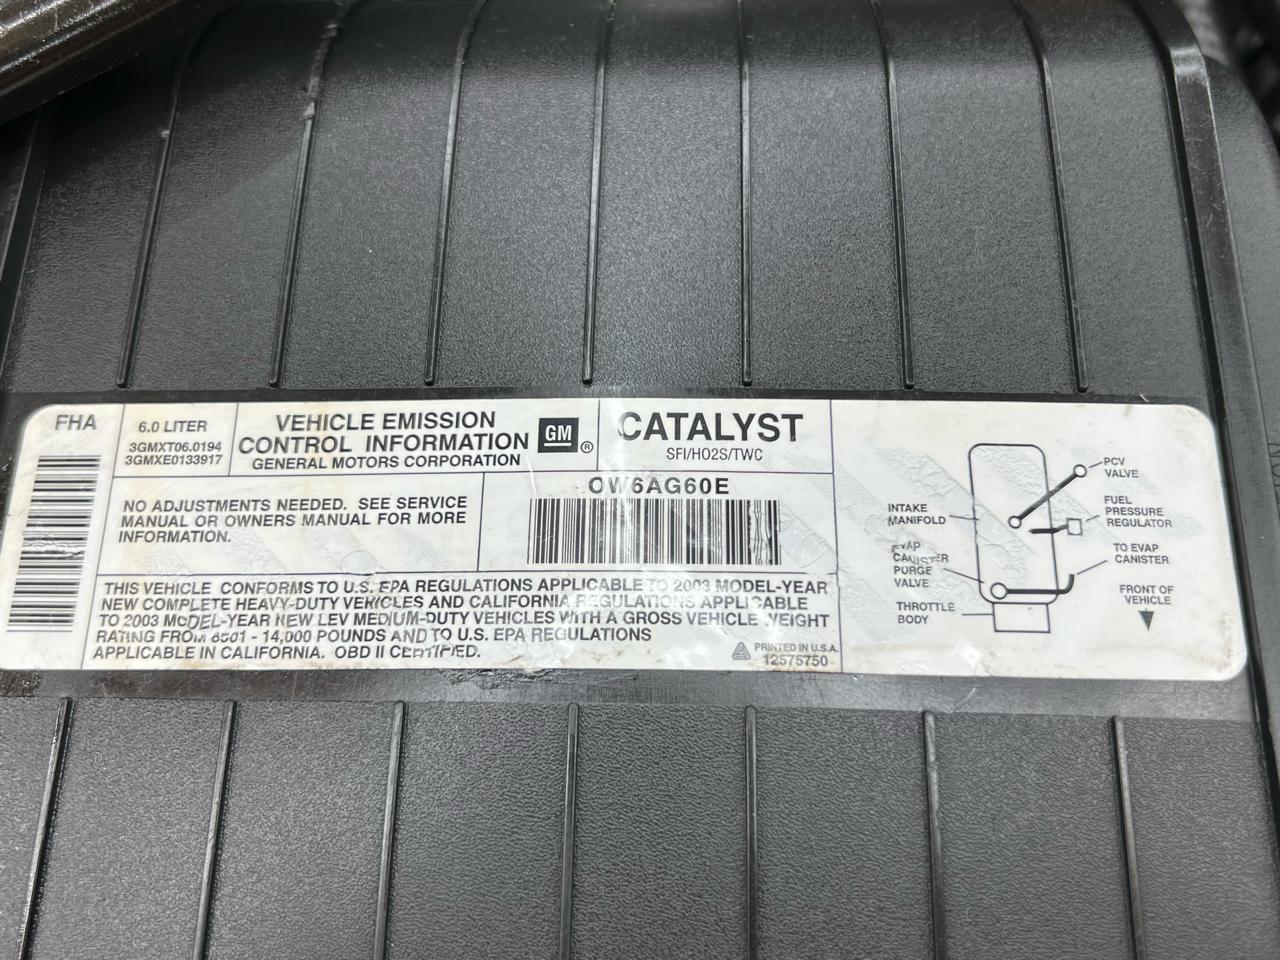 FHA
6.0 LITER
3GMXT06.0194
3GMXE0133917
VEHICLE EMISSION
CONTROL INFORMATION
GENERAL MOTORS CORPORATION
GM ®
CATALYST
SFI/HO2S/TWC
NO ADJUSTMENTS NEEDED. SEE SERVICE
MANUAL OR OWNERS MANUAL FOR MORE
INFORMATION.
OW6AG60E
THIS VEHICLE CONFORMS TO U.S. EPA REGULATIONS APPLICABLE TO 2003 MODEL-YEAR
NEW COMPLETE HEAVY-DUTY VEHICLES AND CALIFORNIA REGULATIONS APPLICABLE
TO 2003 MODEL-YEAR NEW LEV MEDIUM-DUTY VEHICLES WITH A GROSS VEHICLE WEIGHT
RATING FROM 8501 - 14,000 POUNDS AND TO U.S. EPA REGULATIONS
APPLICABLE IN CALIFORNIA. OBD II CERTIFIED.
PRINTED IN U.S.A.
12575750
PCV
VALVE
INTAKE
MANIFOLD
FUEL
PRESSURE
REGULATOR
EVAP
CANISTER
PURGE
VALVE
TO EVAP
CANISTER
THROTTLE
BODY
FRONT OF
VEHICLE